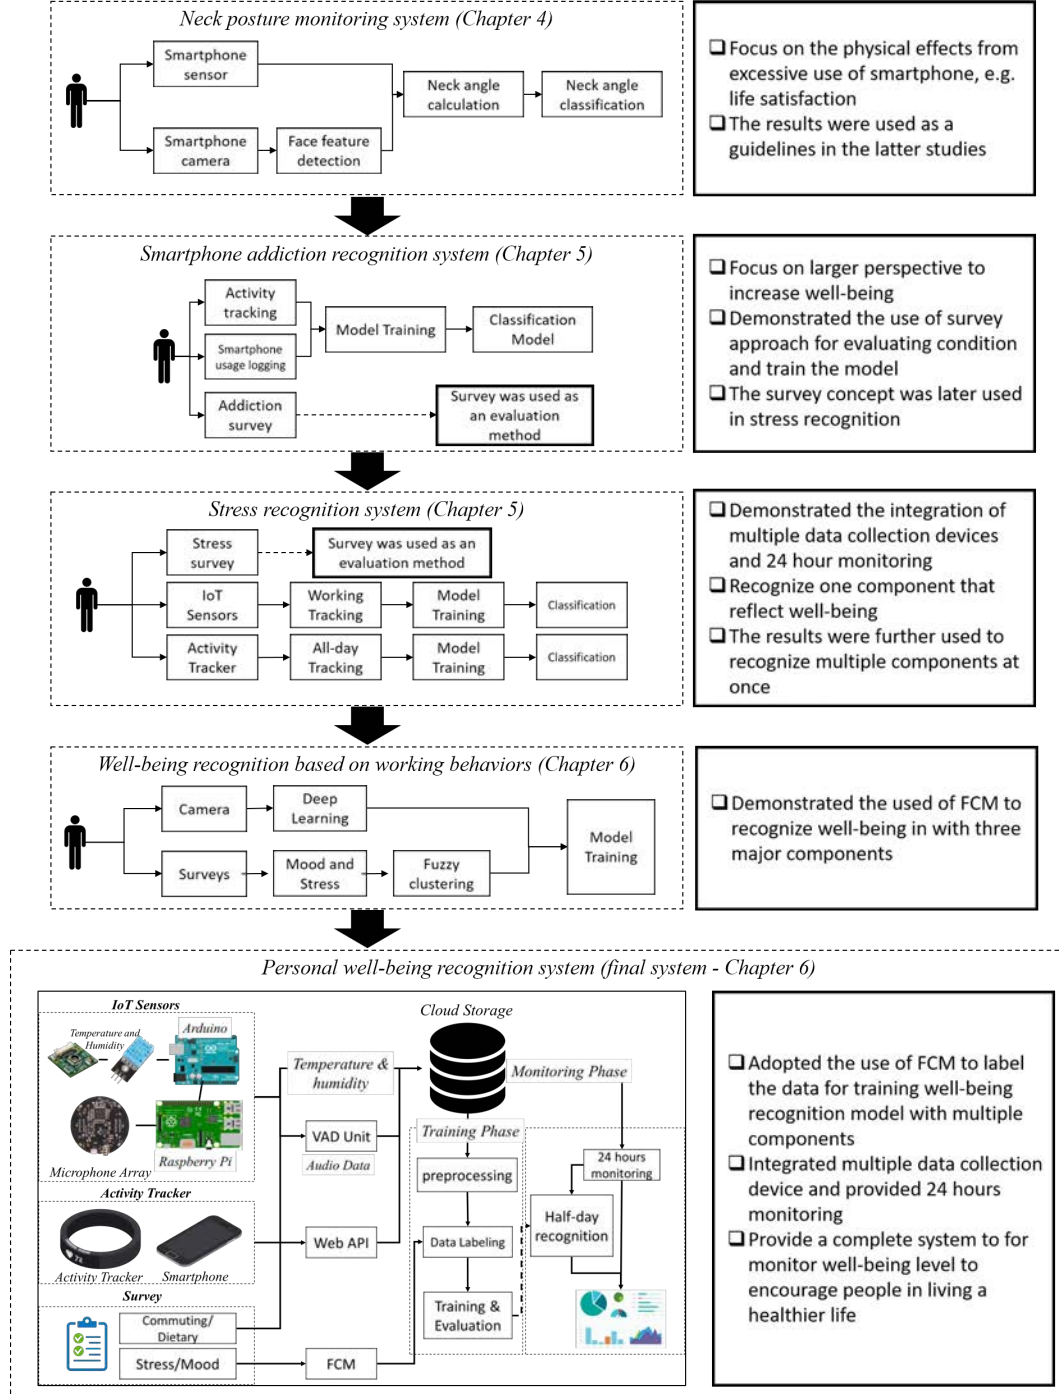 Neck posture monitoring system (Chapter 4)
Smartphone
sensor
Neck angle
calculation
Neck angle
classification
Smartphone
camera
Face feature
detection
❑ Focus on the physical effects from
excessive use of smartphone, e.g.
life satisfaction
❑ The results were used as a
guidelines in the latter studies
Smartphone addiction recognition system (Chapter 5)
Activity
tracking
Smartphone
usage logging
Model Training
Classification
Model
Addiction
survey
Survey was used as
an evaluation
method
❑ Focus on larger perspective to
increase well-being
❑ Demonstrated the use of survey
approach for evaluating condition
and train the model
❑ The survey concept was later used
in stress recognition
Stress recognition system (Chapter 5)
Stress
survey
Survey was used as an
evaluation method
IoT
Sensors
Working
Tracking
Model
Training
Classification
Activity
Tracker
All-day
Tracking
Model
Training
Classification
❑ Demonstrated the integration of
multiple data collection devices
and 24 hour monitoring
❑ Recognize one component that
reflect well-being
❑ The results were further used to
recognize multiple components at
once
Well-being recognition based on working behaviors (Chapter 6)
Camera
Deep
Learning
Model
Training
Surveys
Mood and
Stress
Fuzzy
clustering
❑ Demonstrated the used of FCM to
recognize well-being in with three
major components
Personal well-being recognition system (final system - Chapter 6)
IoT Sensors
Temperature and
Humidity
Arduino
Microphone Array
Raspberry Pi
Activity Tracker
Activity Tracker
Smartphone
Survey
Commuting/
Dietary
Stress/Mood
Temperature &
humidity
VAD Unit
Audio Data
Web API
FCM
Cloud Storage
Monitoring Phase
Training Phase
preprocessing
Data Labeling
Training &
Evaluation
24 hours
monitoring
Half-day
recognition
❑ Adopted the use of FCM to label
the data for training well-being
recognition model with multiple
components
❑ Integrated multiple data collection
device and provided 24 hours
monitoring
❑ Provide a complete system to for
monitor well-being level to
encourage people in living a
healthier life